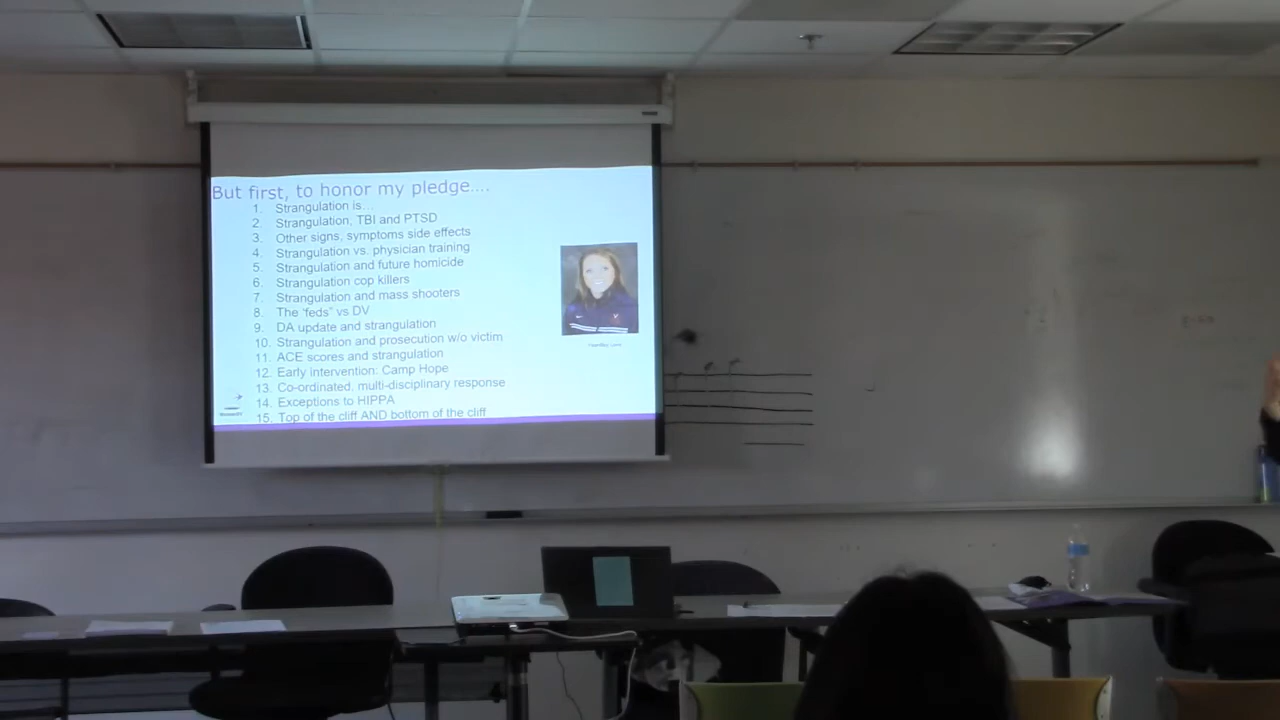 But first, to honor my pledge....
1. Strangulation is...
2. Strangulation, TBI and PTSD
3. Other signs, symptoms side effects
4. Strangulation vs. physician training
5. Strangulation and future homicide
6. Strangulation cop killers
7. Strangulation and mass shooters
8. The 'feds" vs DV
9. DA update and strangulation
10. Strangulation and prosecution w/o victim
11. ACE scores and strangulation
12. Early intervention: Camp Hope
13. Co-ordinated, multi-disciplinary response
14. Exceptions to HIPPA
15. Top of the cliff AND bottom of the cliff